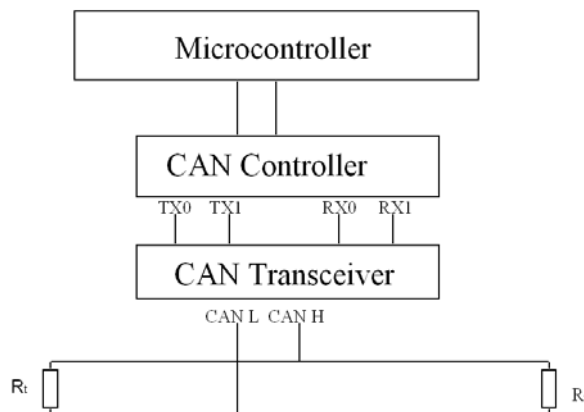 Microcontroller
CAN Controller
TX0 TX1 RX0 RX1
CAN Transceiver
CAN L CAN H
Rt R